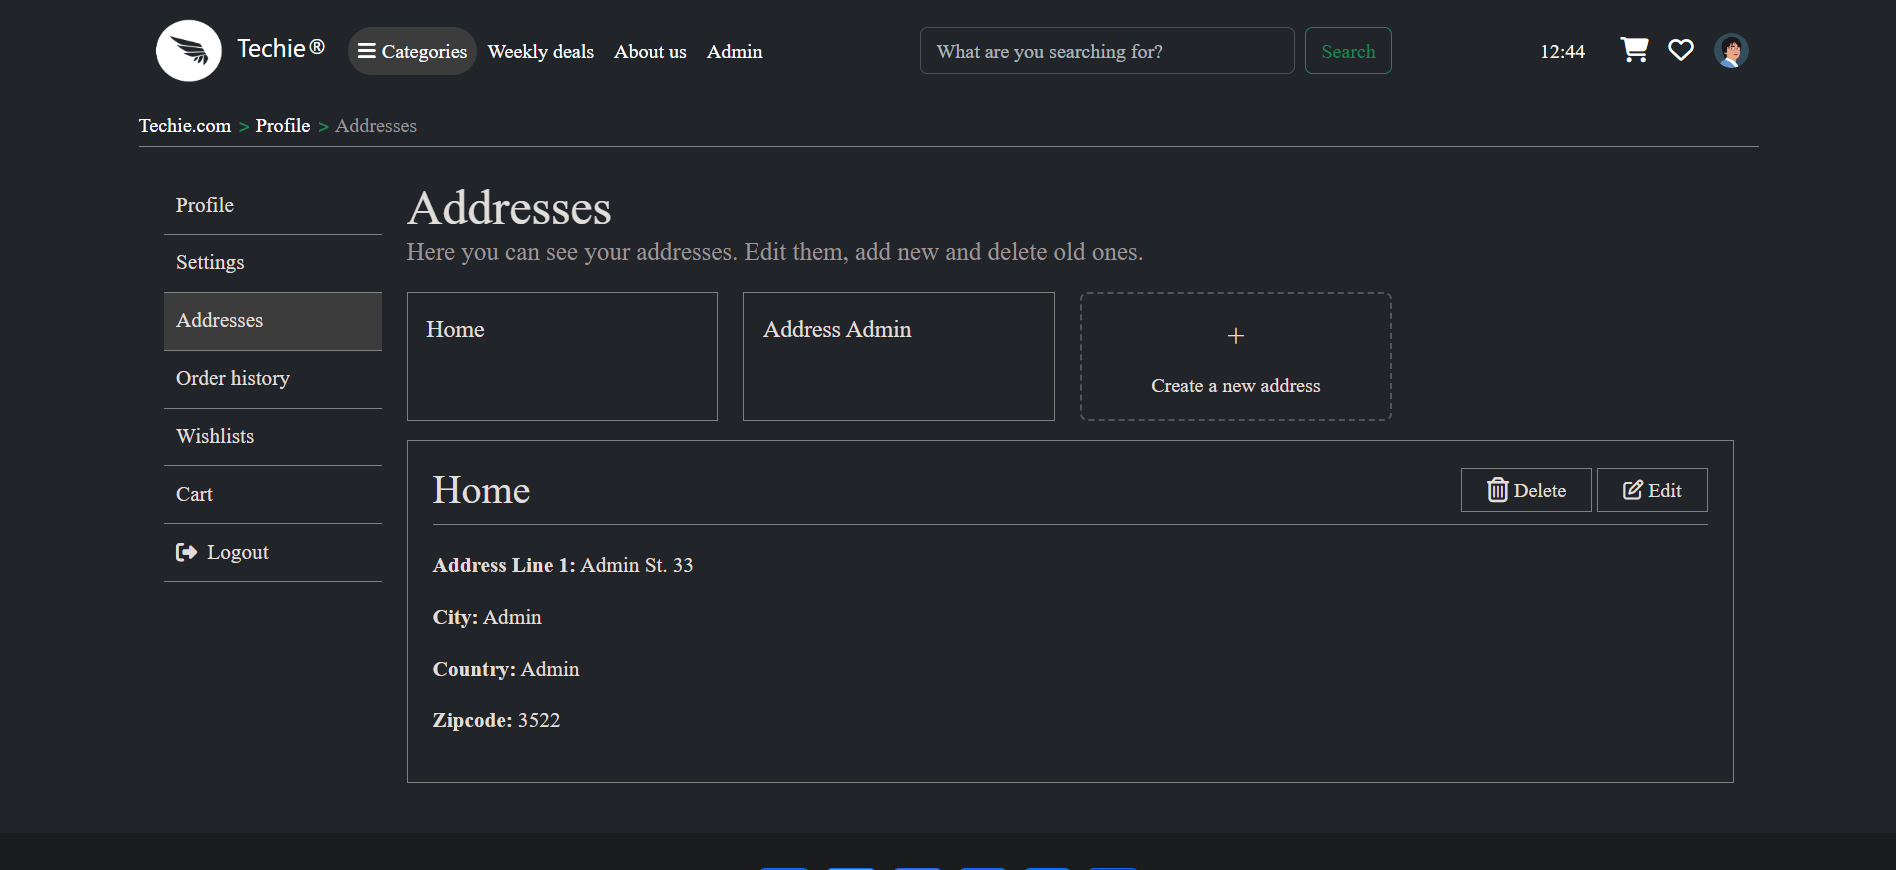 Techie® Categories Weekly deals About us Admin What are you searching for? Search 12:44
Techie.com > Profile > Addresses
Profile
Settings
Addresses
Order history
Wishlists
Cart
Logout
Addresses
Here you can see your addresses. Edit them, add new and delete old ones.
Home
Address Admin
+
Create a new address
Home
Delete
Edit
Address Line 1: Admin St. 33
City: Admin
Country: Admin
Zipcode: 3522